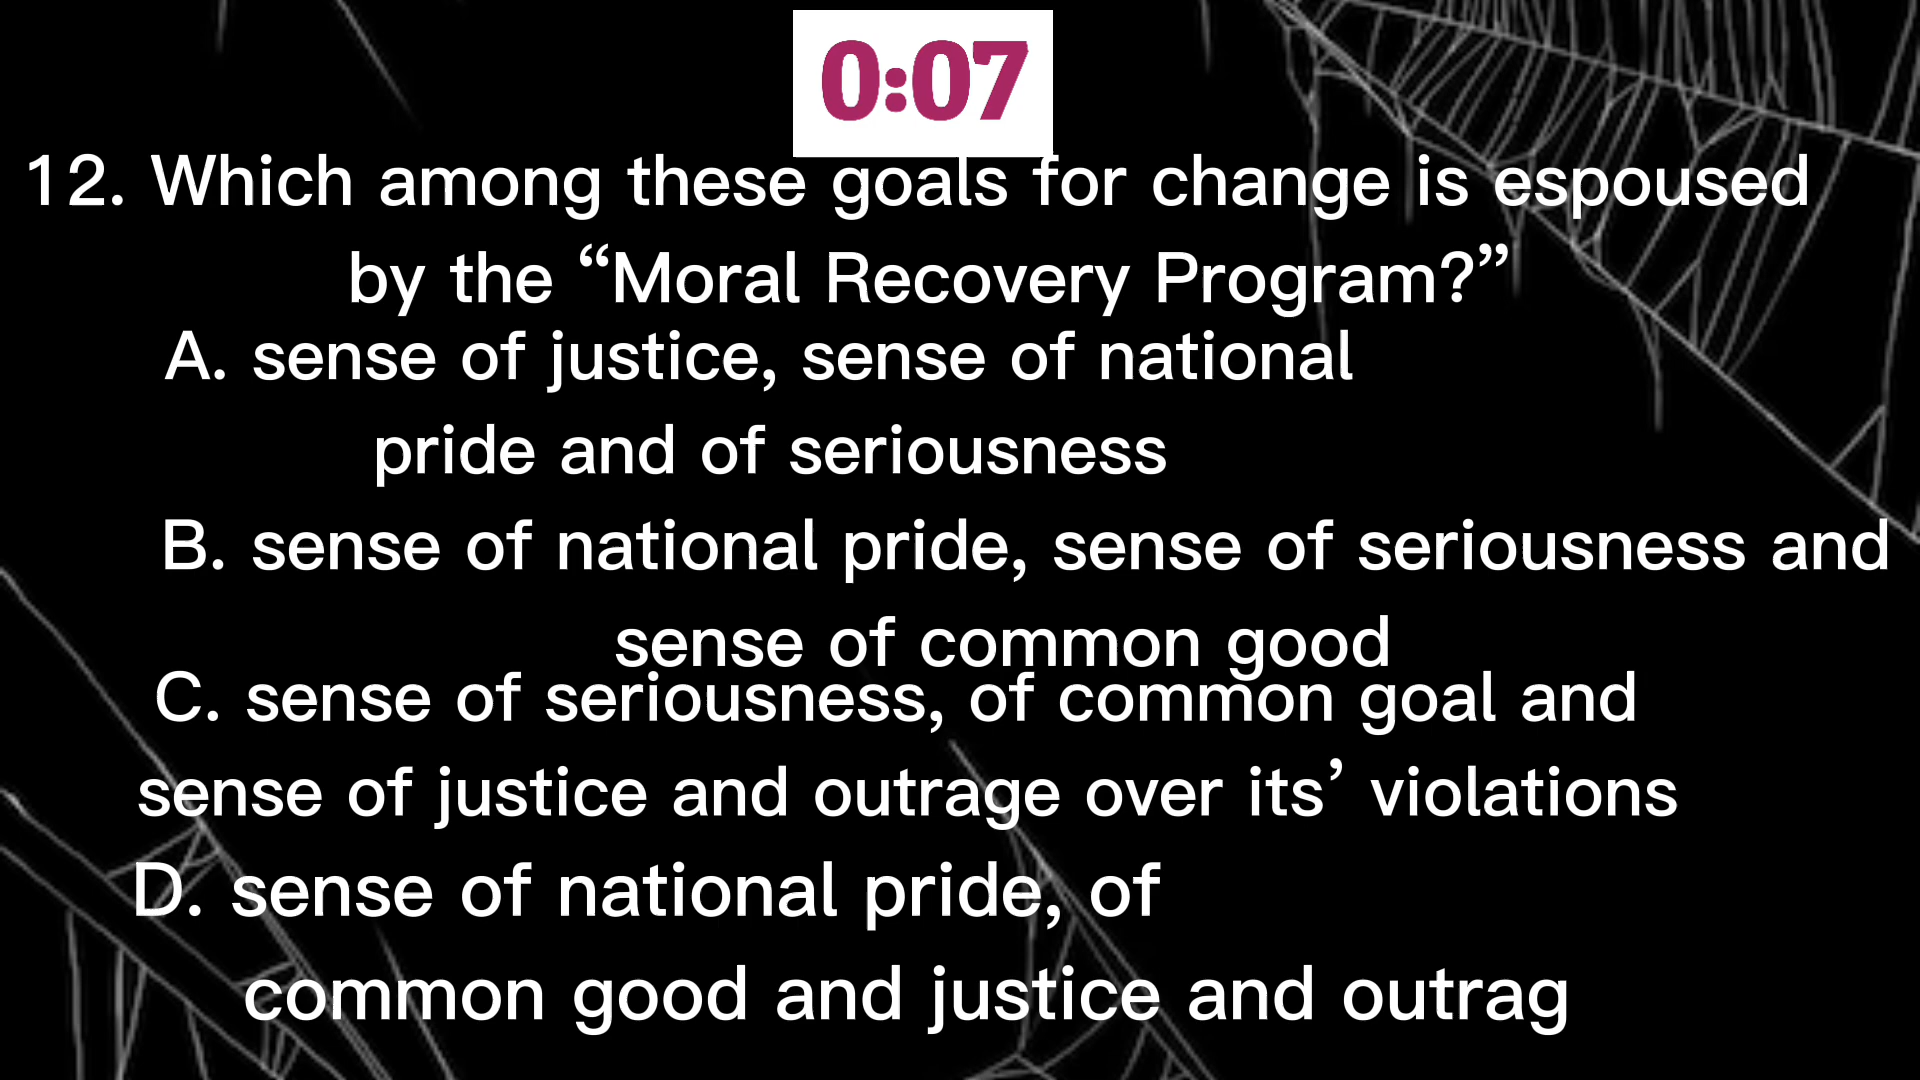 0:07
12. Which among these goals for change is espoused
by the “Moral Recovery Program?”
A. sense of justice, sense of national
pride and of seriousness
B. sense of national pride, sense of seriousness and
sense of common good
C. sense of seriousness, of common goal and
sense of justice and outrage over its’ violations
D. sense of national pride, of
common good and justice and outrag